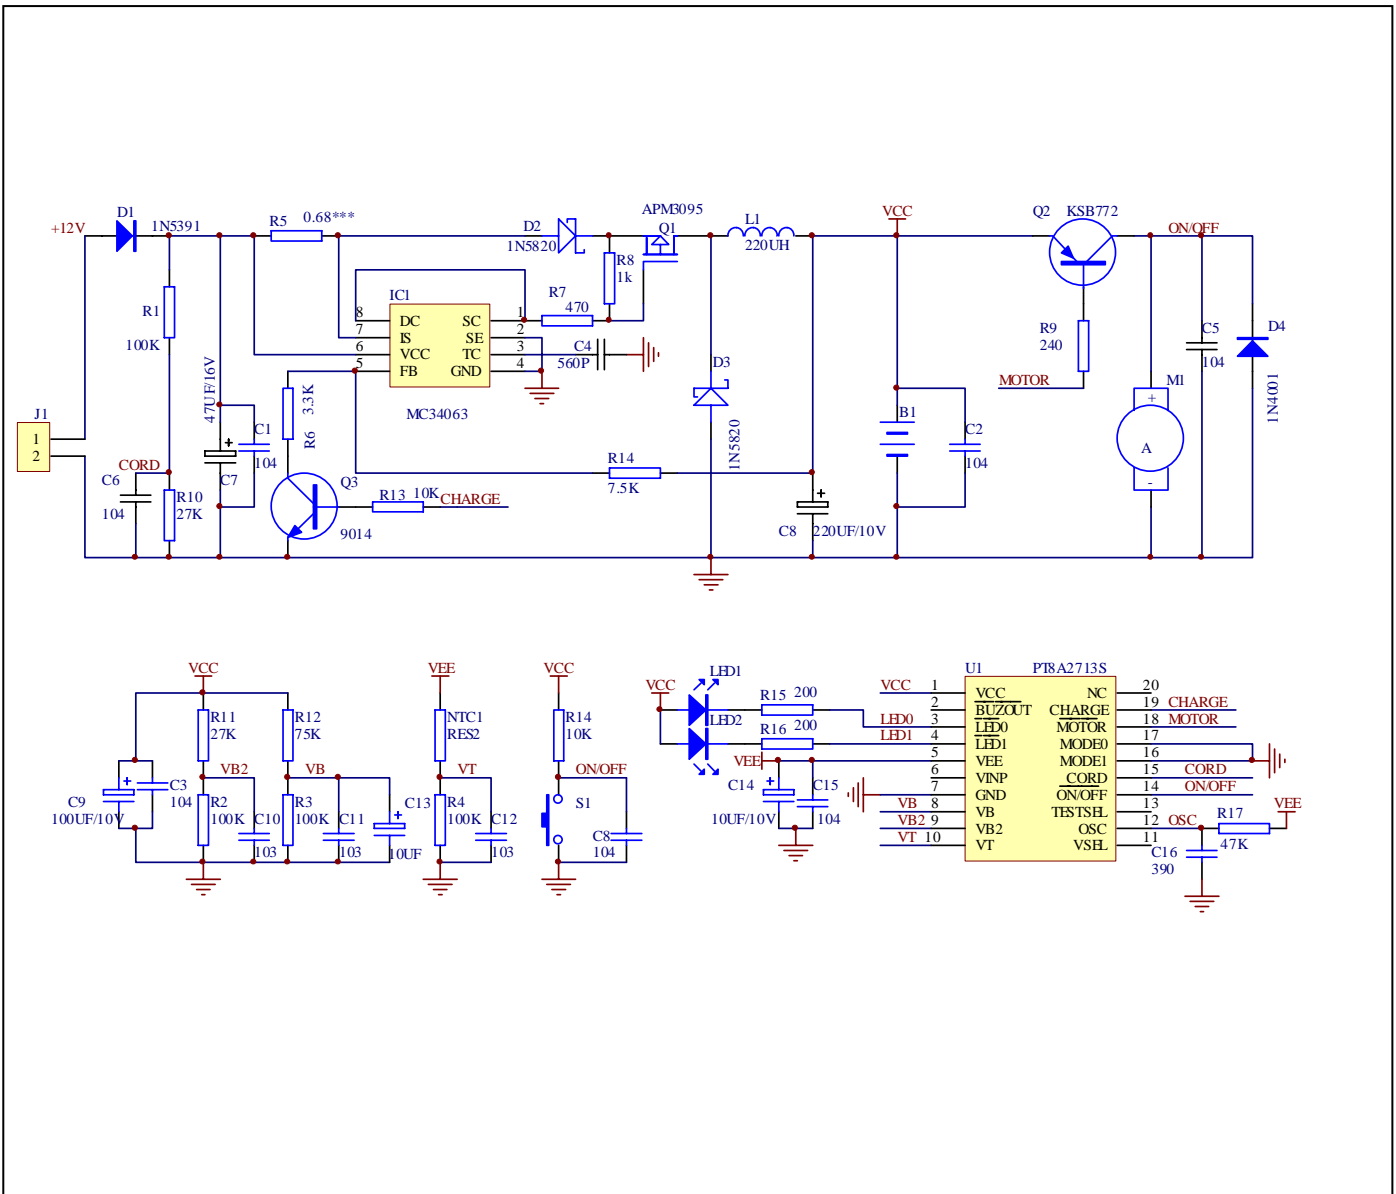 APM3095
+12V D1 1N5391 R5 0.68*** D2 1N5820 Q1 L1 220UH VCC Q2 KSB772 ON/OFF
R8 1k
R1 100K
IC1
8 DC SC 1
7 IS SE 2
6 VCC TC 3
5 FB GND 4
MC34063
R7 470
C4 560P
D3 1N5820
R9 240
MOTOR
C5 104
D4 1N4001
M1
+
A
-
J1
1
2
CORD
C6 104
R10 27K
47UF/16V
+
C7
C1 104
3.3K
R6
Q3
9014
R13 10K CHARGE
R14 7.5K
+
C8 220UF/10V
B1
C2 104
VCC
R11 27K
R12 75K
VB2
VB
+
C9 100UF/10V
C3 104
R2 100K
C10 103
R3 100K
C11 103
+
C13 10UF
VEE
NTC1 RES2
VT
R4 100K
C12 103
VCC
R14 10K
ON/OFF
S1
C8 104
LED1
VCC
LED2
R15 200
R16 200
LED0
LED1
VEE
+
C14 10UF/10V
C15 104
VB
VB2
VT
U1 PT8A2713S
VCC 1 VCC NC 20
2 BUZOUT CHARGE 19 CHARGE
3 LED0 MOTOR 18 MOTOR
4 LED1 MODE0 17
5 VEE MODE1 16
6 VINP CORD 15 CORD
7 GND ON/OFF 14 ON/OFF
8 VB TESTSEL 13
9 VB2 OSC 12 OSC
10 VT VSEL 11
R17 47K
VEE
C16 390